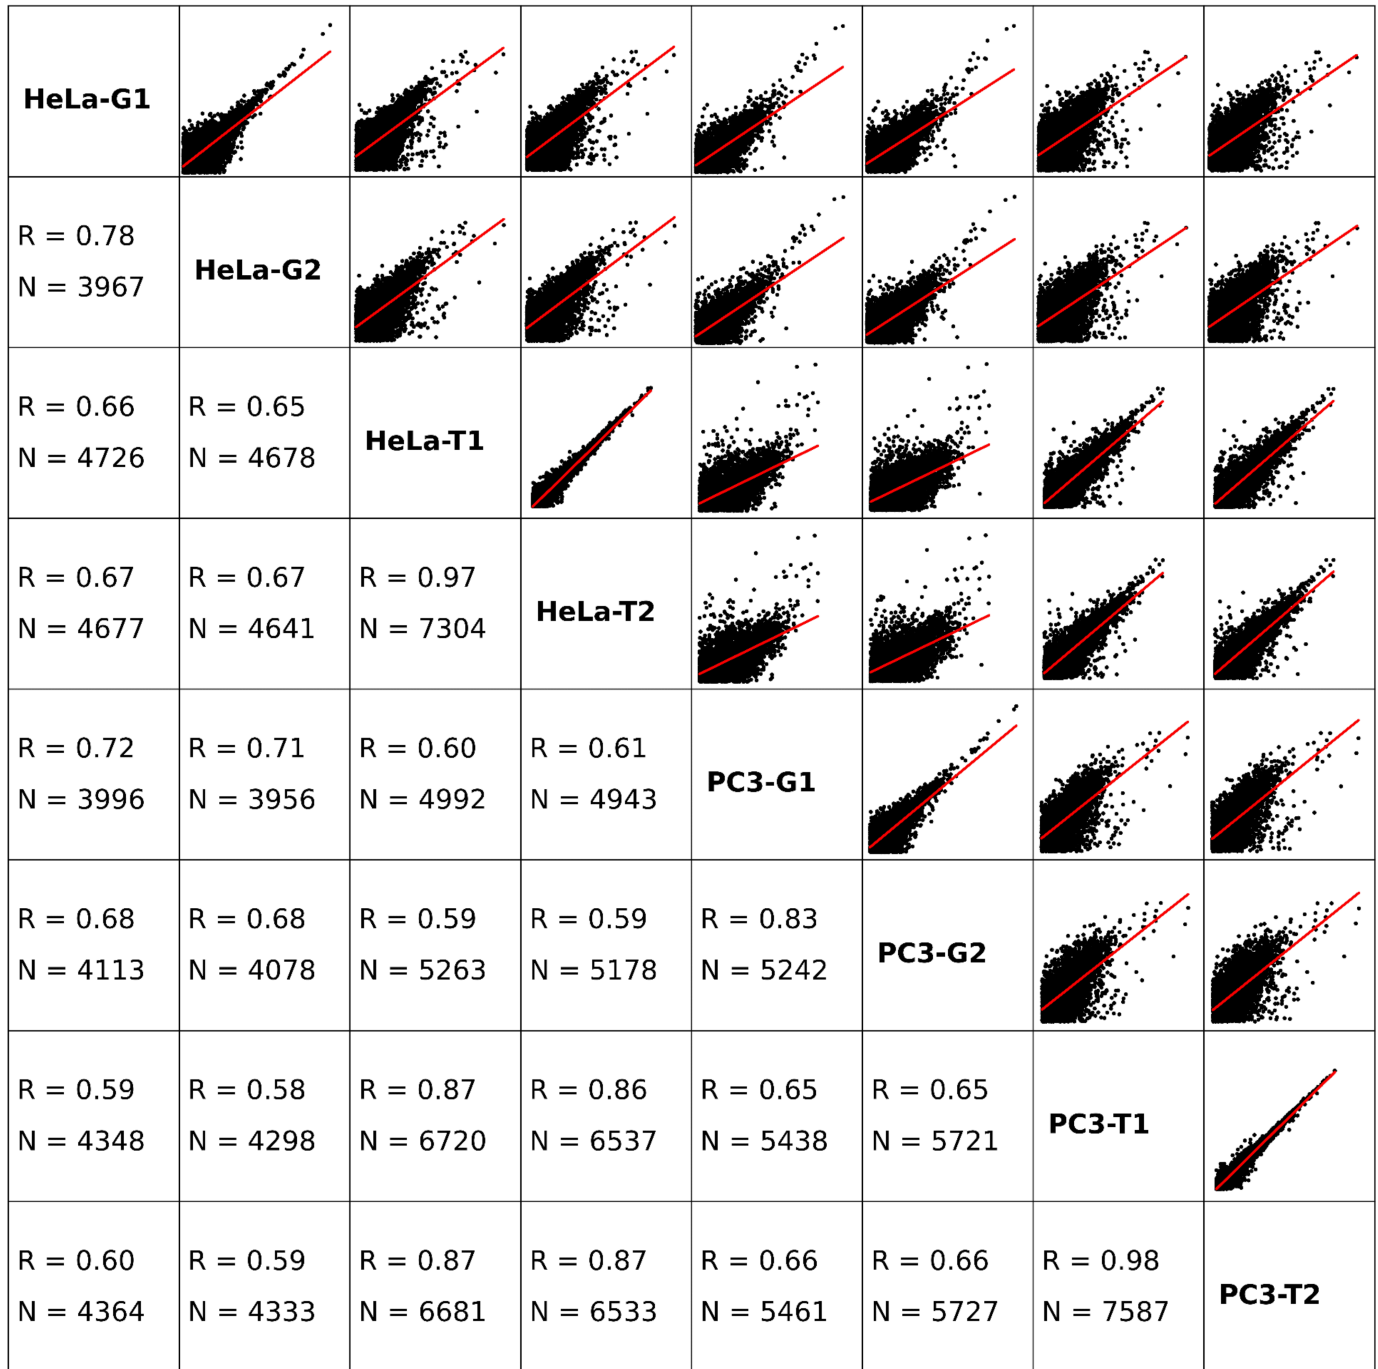 HeLa-G1
R = 0.78
N = 3967
HeLa-G2
R = 0.66
N = 4726
R = 0.65
N = 4678
HeLa-T1
R = 0.67
N = 4677
R = 0.67
N = 4641
R = 0.97
N = 7304
HeLa-T2
R = 0.72
N = 3996
R = 0.71
N = 3956
R = 0.60
N = 4992
R = 0.61
N = 4943
PC3-G1
R = 0.68
N = 4113
R = 0.68
N = 4078
R = 0.59
N = 5263
R = 0.59
N = 5178
R = 0.83
N = 5242
PC3-G2
R = 0.59
N = 4348
R = 0.58
N = 4298
R = 0.87
N = 6720
R = 0.86
N = 6537
R = 0.65
N = 5438
R = 0.65
N = 5721
PC3-T1
R = 0.60
N = 4364
R = 0.59
N = 4333
R = 0.87
N = 6681
R = 0.87
N = 6533
R = 0.66
N = 5461
R = 0.66
N = 5727
R = 0.98
N = 7587
PC3-T2